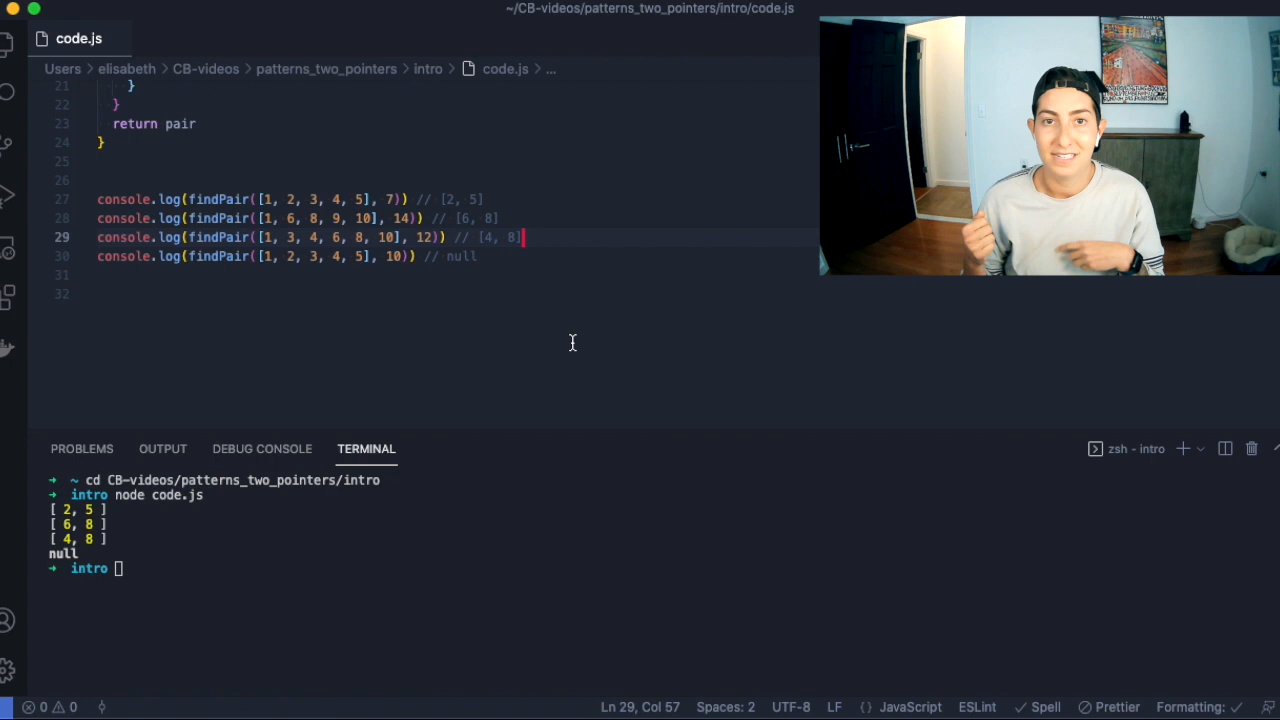 ~/CB-videos/patterns_two_pointers/intro/code.js
code.js
Users > elisabeth > CB-videos > patterns_two_pointers > intro > code.js > ...
21 }
22 }
23 return pair
24 }
25
26
27 console.log(findPair([1, 2, 3, 4, 5], 7)) // [2, 5]
28 console.log(findPair([1, 6, 8, 9, 10], 14)) // [6, 8]
29 console.log(findPair([1, 3, 4, 6, 8, 10], 12)) // [4, 8]
30 console.log(findPair([1, 2, 3, 4, 5], 10)) // null
31
32
PROBLEMS OUTPUT DEBUG CONSOLE TERMINAL zsh - intro
→ ~ cd CB-videos/patterns_two_pointers/intro
→ intro node code.js
[ 2, 5 ]
[ 6, 8 ]
[ 4, 8 ]
null
→ intro
0 0 Ln 29, Col 57 Spaces: 2 UTF-8 LF {} JavaScript ESLint ✓ Spell Prettier Formatting: ✓